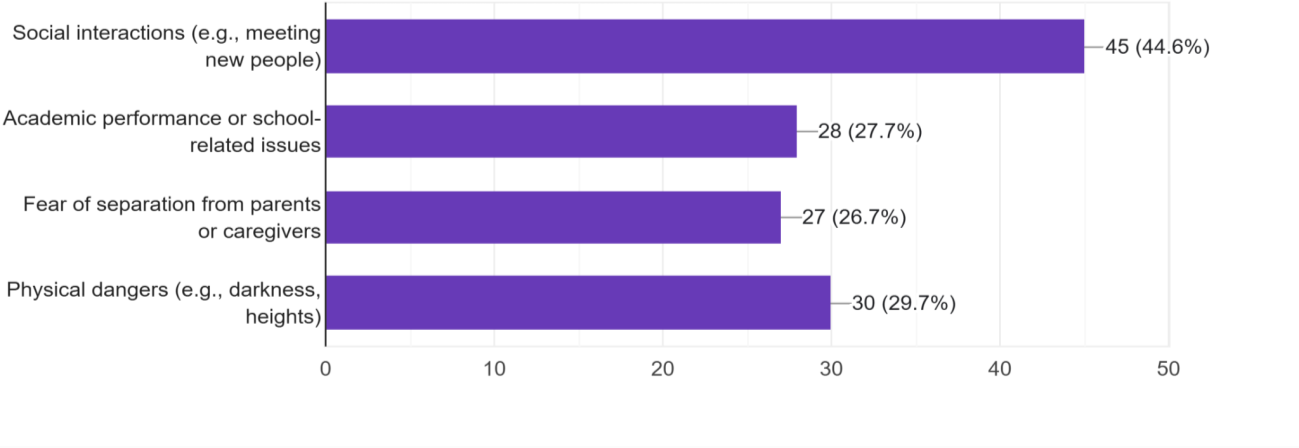 Social interactions (e.g., meeting
new people)
45 (44.6%)
Academic performance or school-
related issues
28 (27.7%)
Fear of separation from parents
or caregivers
27 (26.7%)
Physical dangers (e.g., darkness,
heights)
30 (29.7%)
0 10 20 30 40 50